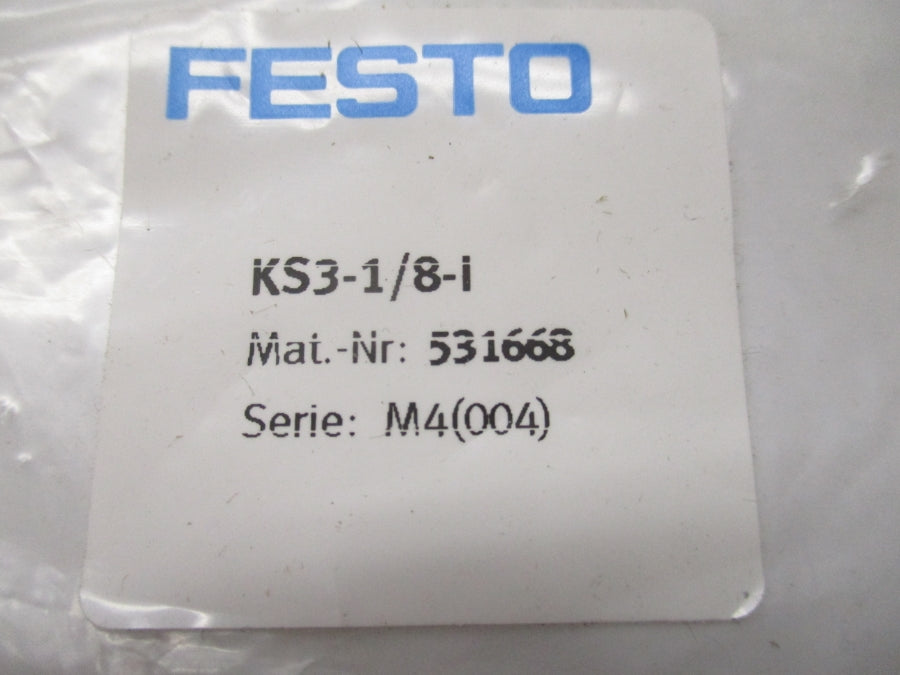 FESTO
KS3-1/8-I
Mat.-Nr: 531668
Serie: M4(004)